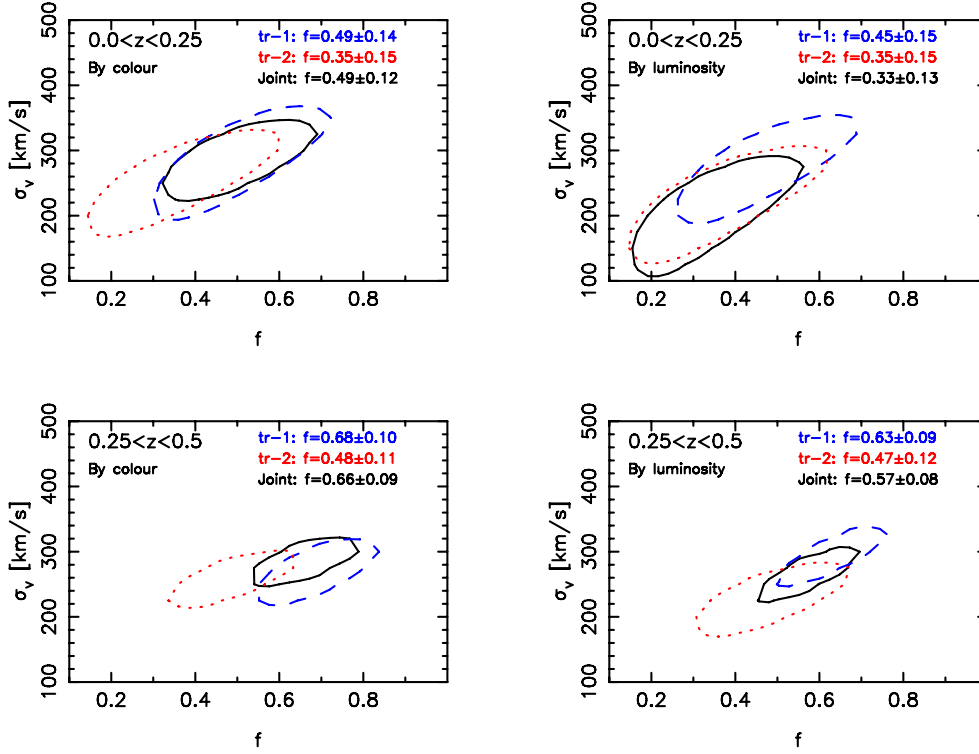 500
400
300
200
100
σv [km/s]
0.0<z<0.25
By colour
tr−1: f=0.49±0.14
tr−2: f=0.35±0.15
Joint: f=0.49±0.12
0.2 0.4 0.6 0.8
f
500
400
300
200
100
σv [km/s]
0.0<z<0.25
By luminosity
tr−1: f=0.45±0.15
tr−2: f=0.35±0.15
Joint: f=0.33±0.13
0.2 0.4 0.6 0.8
f
500
400
300
200
100
σv [km/s]
0.25<z<0.5
By colour
tr−1: f=0.68±0.10
tr−2: f=0.48±0.11
Joint: f=0.66±0.09
0.2 0.4 0.6 0.8
f
500
400
300
200
100
σv [km/s]
0.25<z<0.5
By luminosity
tr−1: f=0.63±0.09
tr−2: f=0.47±0.12
Joint: f=0.57±0.08
0.2 0.4 0.6 0.8
f